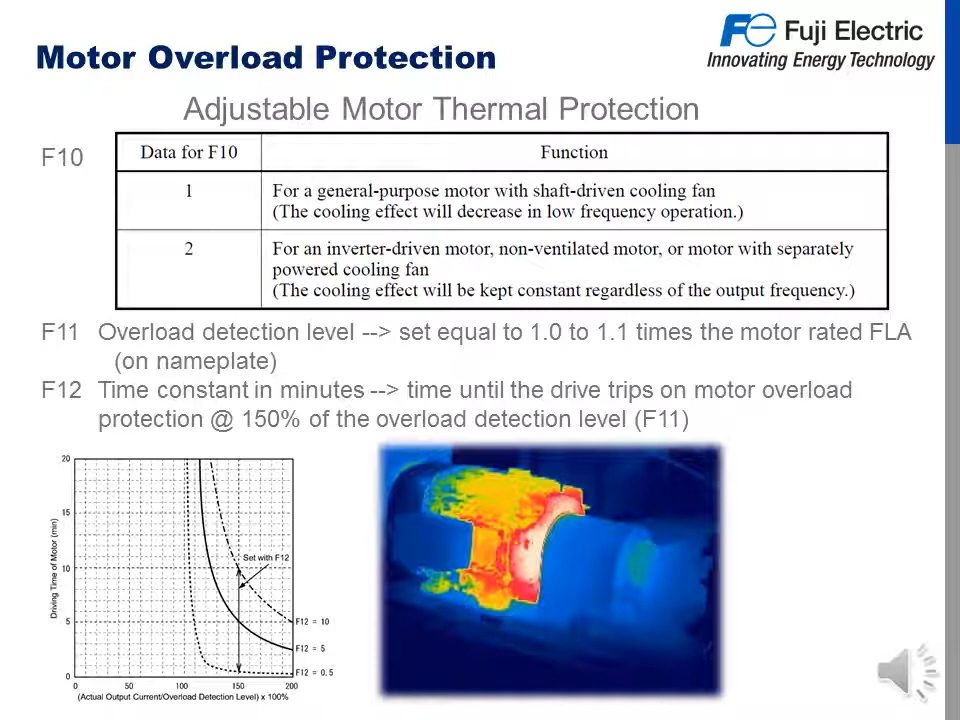 Motor Overload Protection
Fuji Electric
Innovating Energy Technology
Adjustable Motor Thermal Protection
F10
Data for F10
Function
1
For a general-purpose motor with shaft-driven cooling fan
(The cooling effect will decrease in low frequency operation.)
2
For an inverter-driven motor, non-ventilated motor, or motor with separately
powered cooling fan
(The cooling effect will be kept constant regardless of the output frequency.)
F11 Overload detection level --> set equal to 1.0 to 1.1 times the motor rated FLA
(on nameplate)
F12 Time constant in minutes --> time until the drive trips on motor overload
protection @ 150% of the overload detection level (F11)
20
15
10
5
0
Driving Time of Motor (min)
Set with F12
F12 = 10
F12 = 5
F12 = 0.5
0 50 100 150 200
(Actual Output Current/Overload Detection Level) x 100%